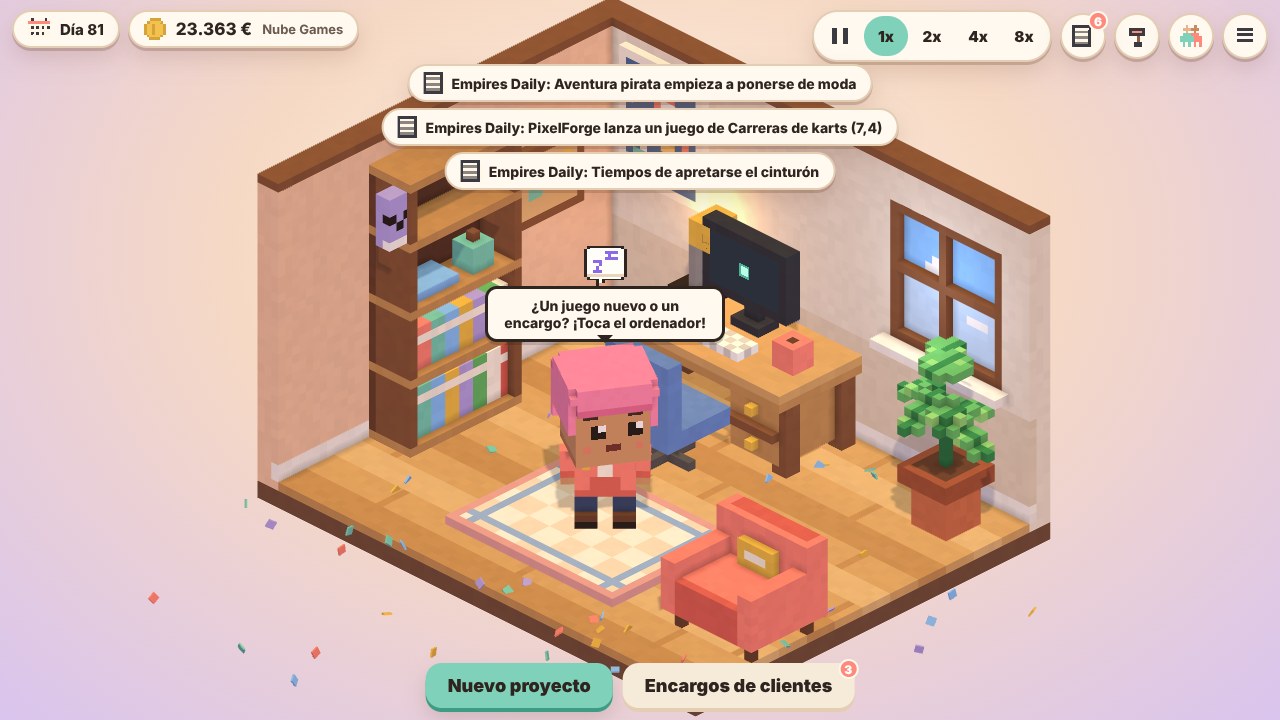 Día 81
23.363 € Nube Games
1x 2x 4x 8x
6
Empires Daily: Aventura pirata empieza a ponerse de moda
Empires Daily: PixelForge lanza un juego de Carreras de karts (7,4)
Empires Daily: Tiempos de apretarse el cinturón
¿Un juego nuevo o un
encargo? ¡Toca el ordenador!
Nuevo proyecto
Encargos de clientes
3